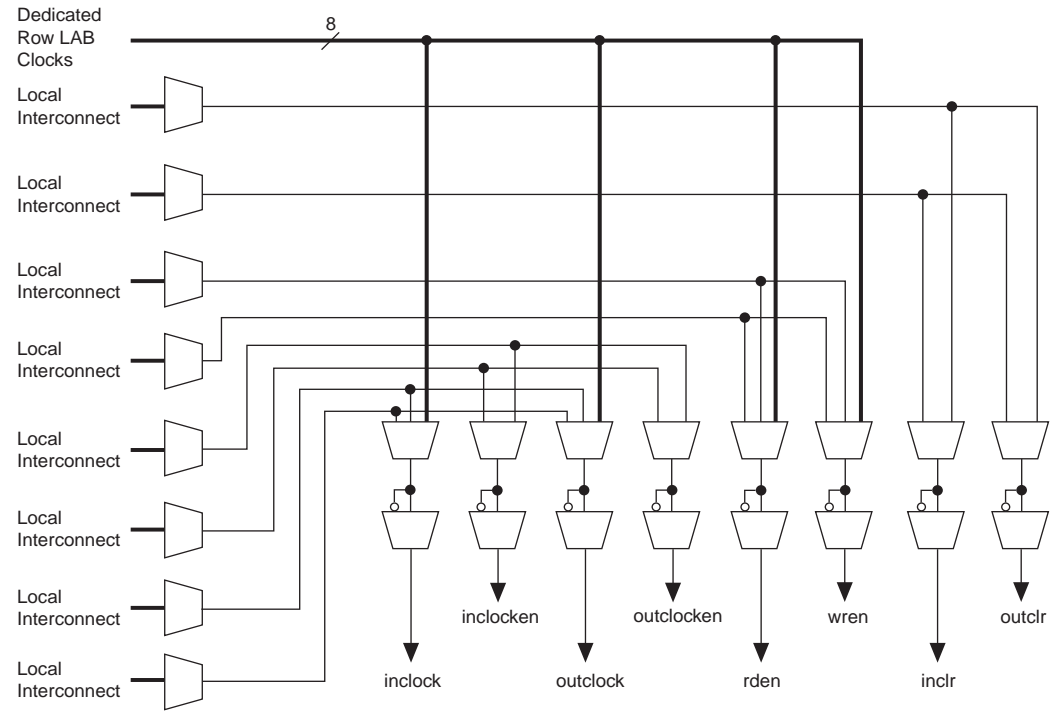 Dedicated
Row LAB
Clocks
8
Local
Interconnect
Local
Interconnect
Local
Interconnect
Local
Interconnect
Local
Interconnect
Local
Interconnect
Local
Interconnect
Local
Interconnect
inclocken
outclocken
wren
outclr
inclock
outclock
rden
inclr